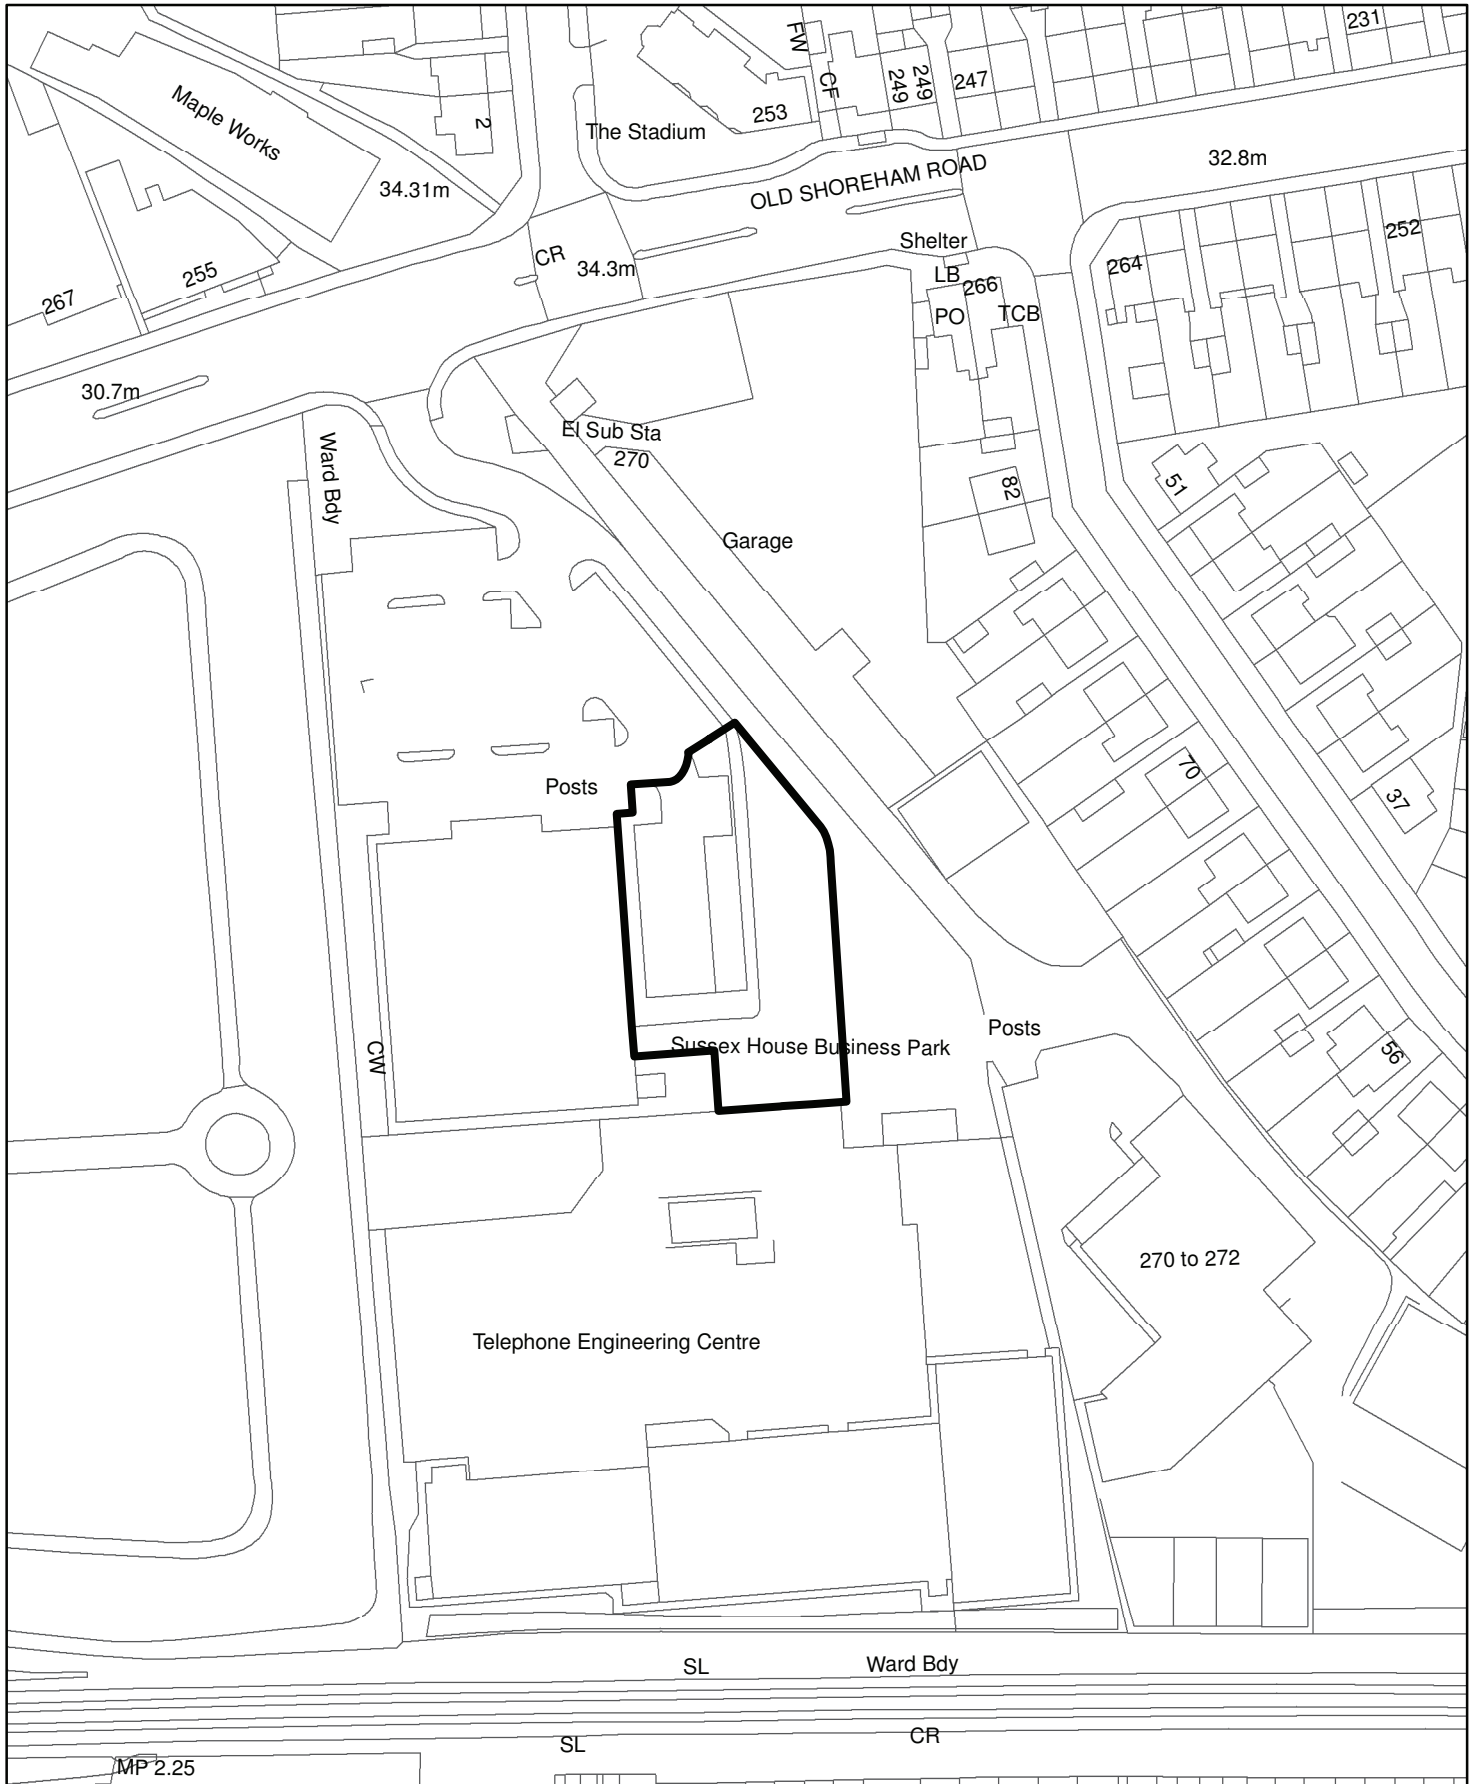 FW
231
CF
249
249
247
Maple Works
253
2
The Stadium
34.31m
OLD SHOREHAM ROAD
32.8m
252
Shelter
CR
34.3m
255
LB
266
264
267
PO
TCB
30.7m
El Sub Sta
270
Ward Bdy
82
51
Garage
70
Posts
37
Posts
Sussex House Business Park
CW
56
270 to 272
Telephone Engineering Centre
SL
Ward Bdy
SL
CR
MP 2.25